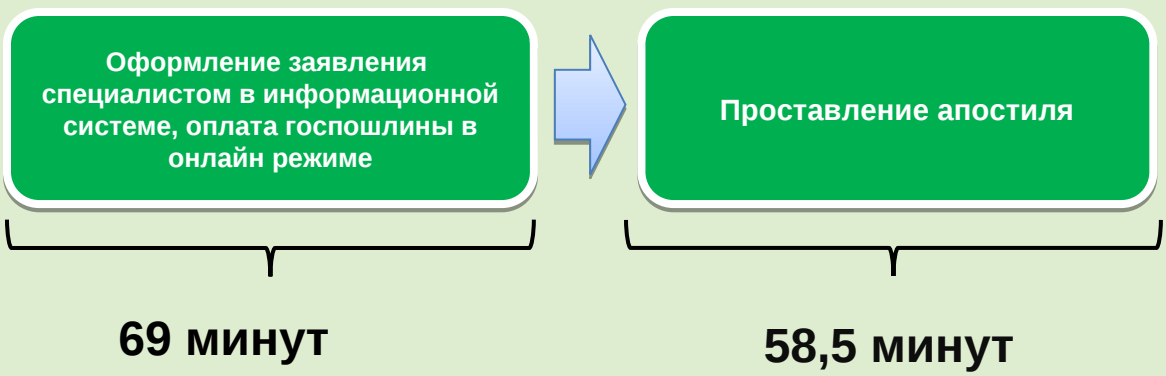 Оформление заявления
специалистом в информационной
системе, оплата госпошлины в
онлайн режиме
Проставление апостиля
69 минут
58,5 минут